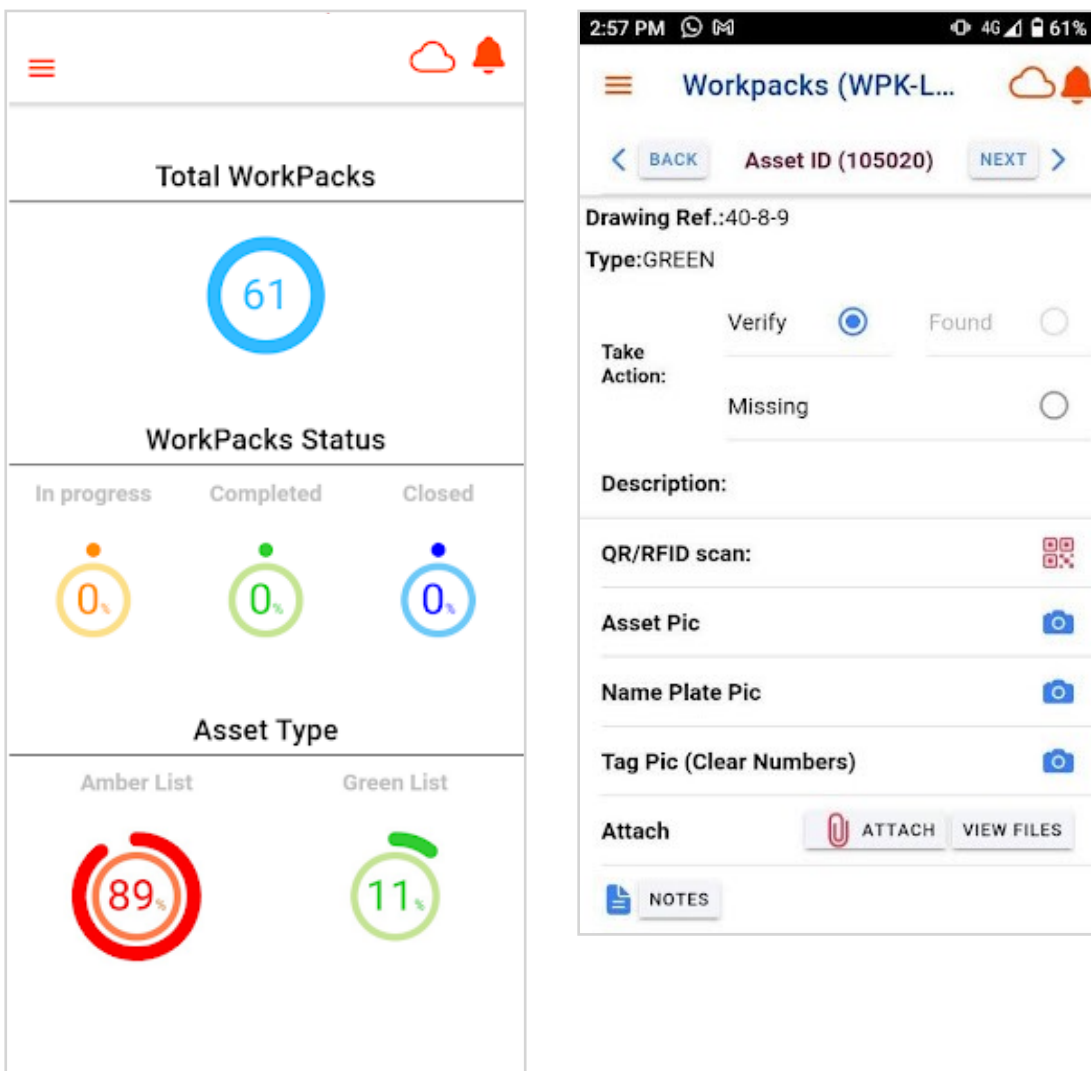 Total WorkPacks
61
WorkPacks Status
In progress Completed Closed
0% 0% 0%
Asset Type
Amber List Green List
89% 11%
2:57 PM 4G 61%
Workpacks (WPK-L...
BACK Asset ID (105020) NEXT
Drawing Ref.:40-8-9
Type:GREEN
Take Action:
Verify Found
Missing
Description:
QR/RFID scan:
Asset Pic
Name Plate Pic
Tag Pic (Clear Numbers)
Attach ATTACH VIEW FILES
NOTES